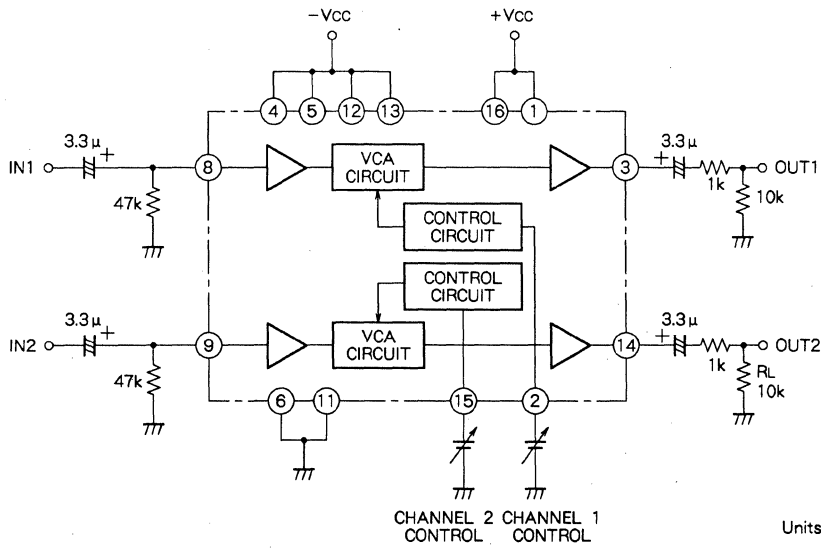 −VCC
+VCC
4
5
12
13
16
1
3.3μ
+
IN1
8
VCA
CIRCUIT
3
3.3μ
+
1k
OUT1
47k
10k
CONTROL
CIRCUIT
CONTROL
CIRCUIT
3.3μ
+
IN2
9
VCA
CIRCUIT
14
3.3μ
+
1k
OUT2
47k
RL
10k
6
11
15
2
CHANNEL 2
CONTROL
CHANNEL 1
CONTROL
Units